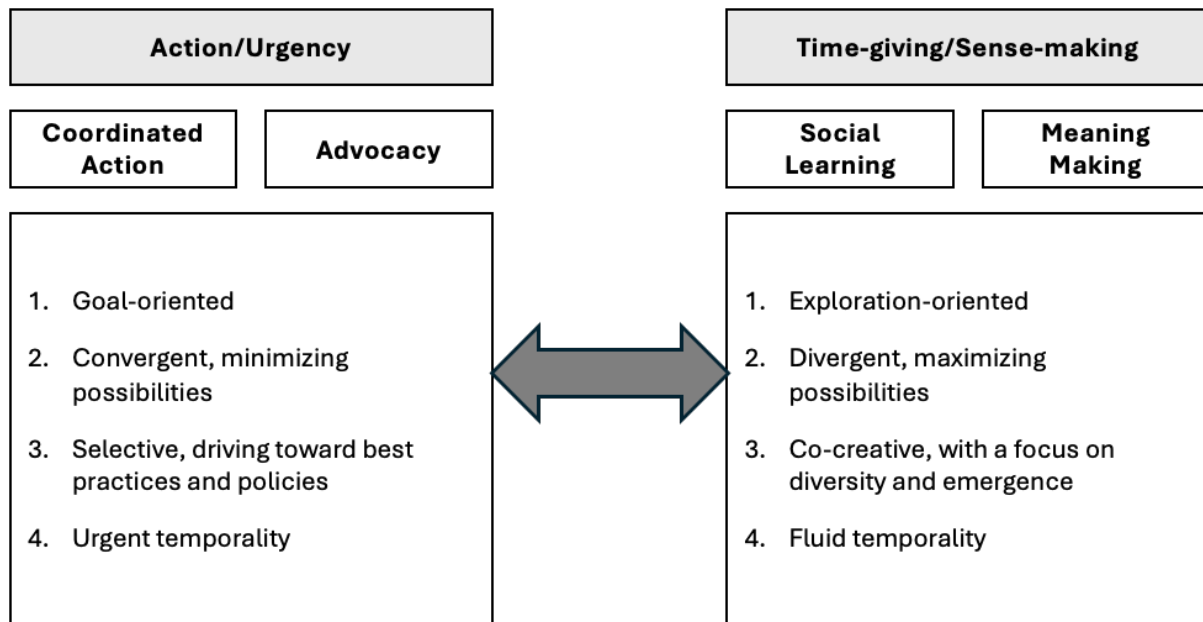 Action/Urgency
Coordinated
Action
Advocacy
1. Goal-oriented
2. Convergent, minimizing
possibilities
3. Selective, driving toward best
practices and policies
4. Urgent temporality
Time-giving/Sense-making
Social
Learning
Meaning
Making
1. Exploration-oriented
2. Divergent, maximizing
possibilities
3. Co-creative, with a focus on
diversity and emergence
4. Fluid temporality